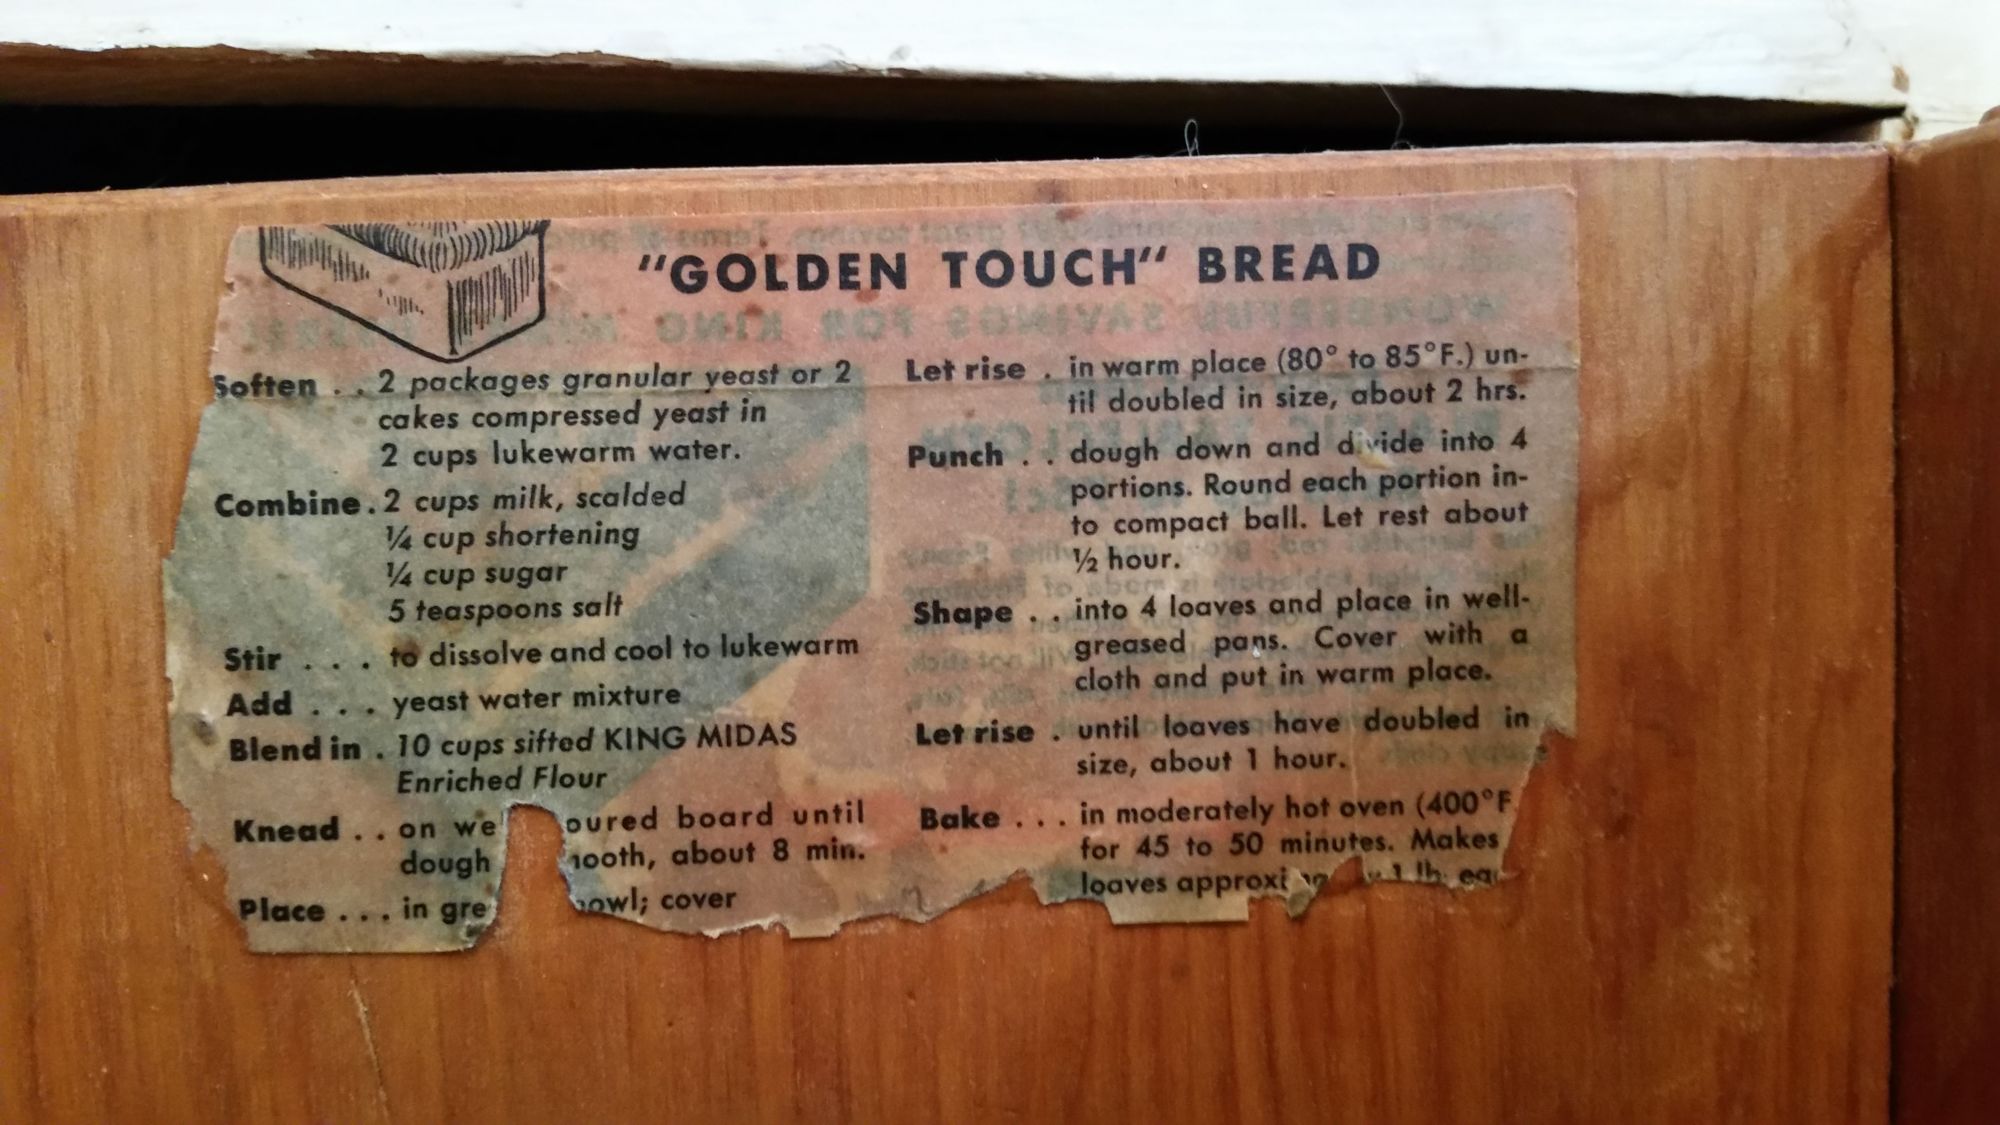 "GOLDEN TOUCH" BREAD
Soften . . 2 packages granular yeast or 2
cakes compressed yeast in
2 cups lukewarm water.
Combine . 2 cups milk, scalded
¼ cup shortening
¼ cup sugar
5 teaspoons salt
Stir . . . . to dissolve and cool to lukewarm
Add . . . . yeast water mixture
Blend in . 10 cups sifted KING MIDAS
Enriched Flour
Knead . . on we oured board until
dough ooth, about 8 min.
Place . . . in gre owl; cover
Let rise . in warm place (80° to 85°F.) un-
til doubled in size, about 2 hrs.
Punch . . dough down and divide into 4
portions. Round each portion in-
to compact ball. Let rest about
½ hour.
Shape . . into 4 loaves and place in well-
greased pans. Cover with a
cloth and put in warm place.
Let rise . until loaves have doubled in
size, about 1 hour.
Bake . . . in moderately hot oven (400°F
for 45 to 50 minutes. Makes
loaves approxi 1 lb.